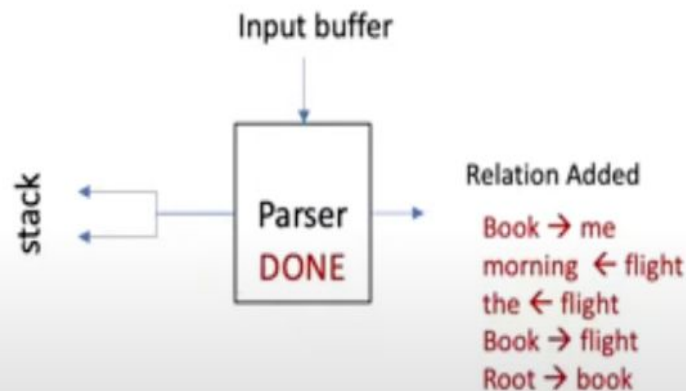 Input buffer
stack
Parser
DONE
Relation Added
Book → me
morning ← flight
the ← flight
Book → flight
Root → book